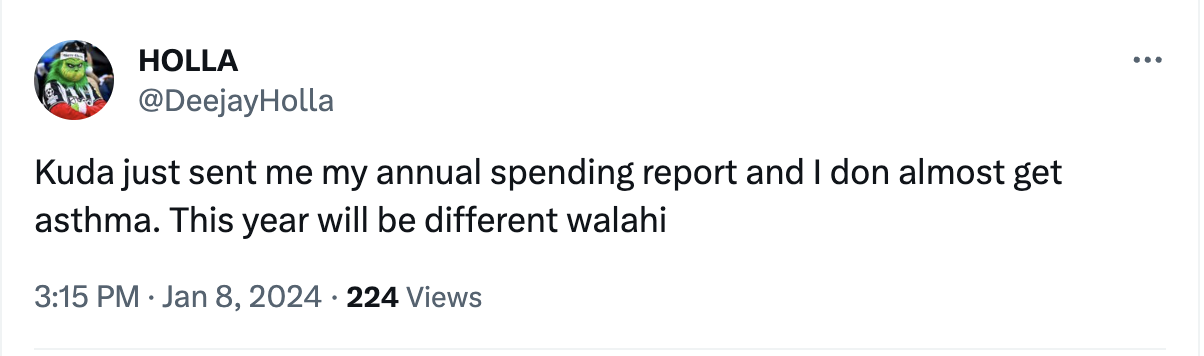 HOLLA
@DeejayHolla
Kuda just sent me my annual spending report and I don almost get
asthma. This year will be different walahi
3:15 PM · Jan 8, 2024 · 224 Views